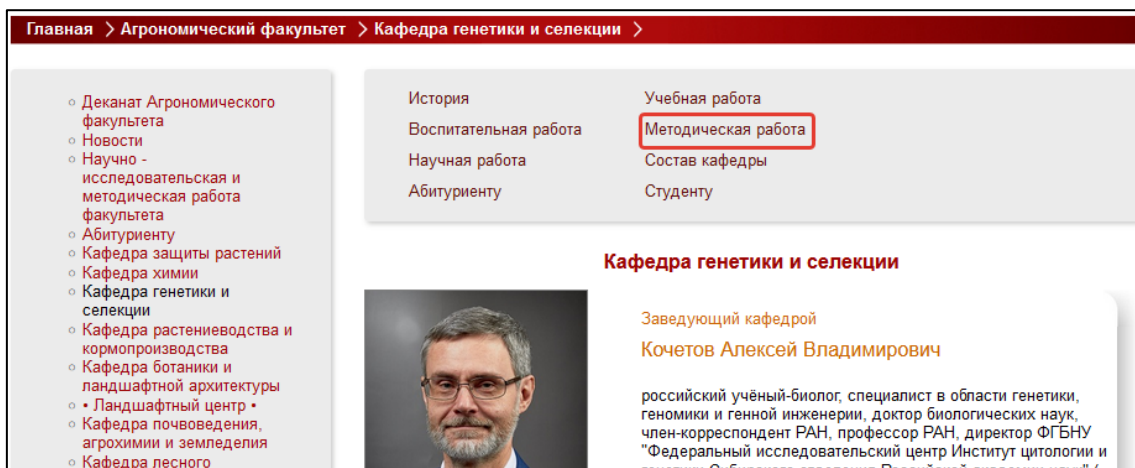 Главная > Агрономический факультет > Кафедра генетики и селекции >
◦ Деканат Агрономического
факультета
◦ Новости
◦ Научно -
исследовательская и
методическая работа
факультета
◦ Абитуриенту
◦ Кафедра защиты растений
◦ Кафедра химии
◦ Кафедра генетики и
селекции
◦ Кафедра растениеводства и
кормопроизводства
◦ Кафедра ботаники и
ландшафтной архитектуры
◦ • Ландшафтный центр •
◦ Кафедра почвоведения,
агрохимии и земледелия
◦ Кафедра лесного
История
Учебная работа
Воспитательная работа
Методическая работа
Научная работа
Состав кафедры
Абитуриенту
Студенту
Кафедра генетики и селекции
Заведующий кафедрой
Кочетов Алексей Владимирович
российский учёный-биолог, специалист в области генетики,
геномики и генной инженерии, доктор биологических наук,
член-корреспондент РАН, профессор РАН, директор ФГБНУ
"Федеральный исследовательский центр Институт цитологии и